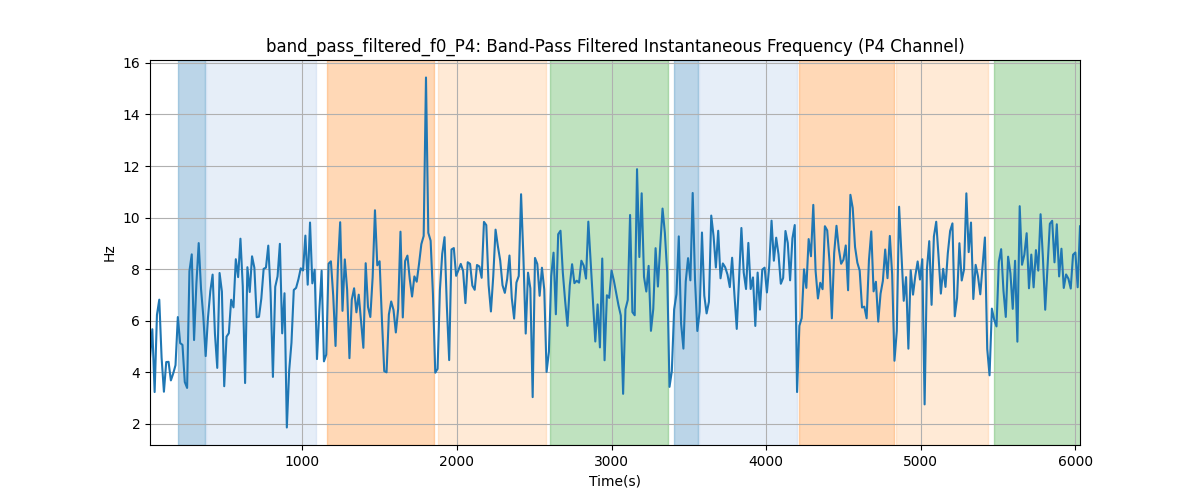 band_pass_filtered_f0_P4: Band-Pass Filtered Instantaneous Frequency (P4 Channel)
16
14
12
10
8
6
4
2
Hz
1000 2000 3000 4000 5000 6000
Time(s)